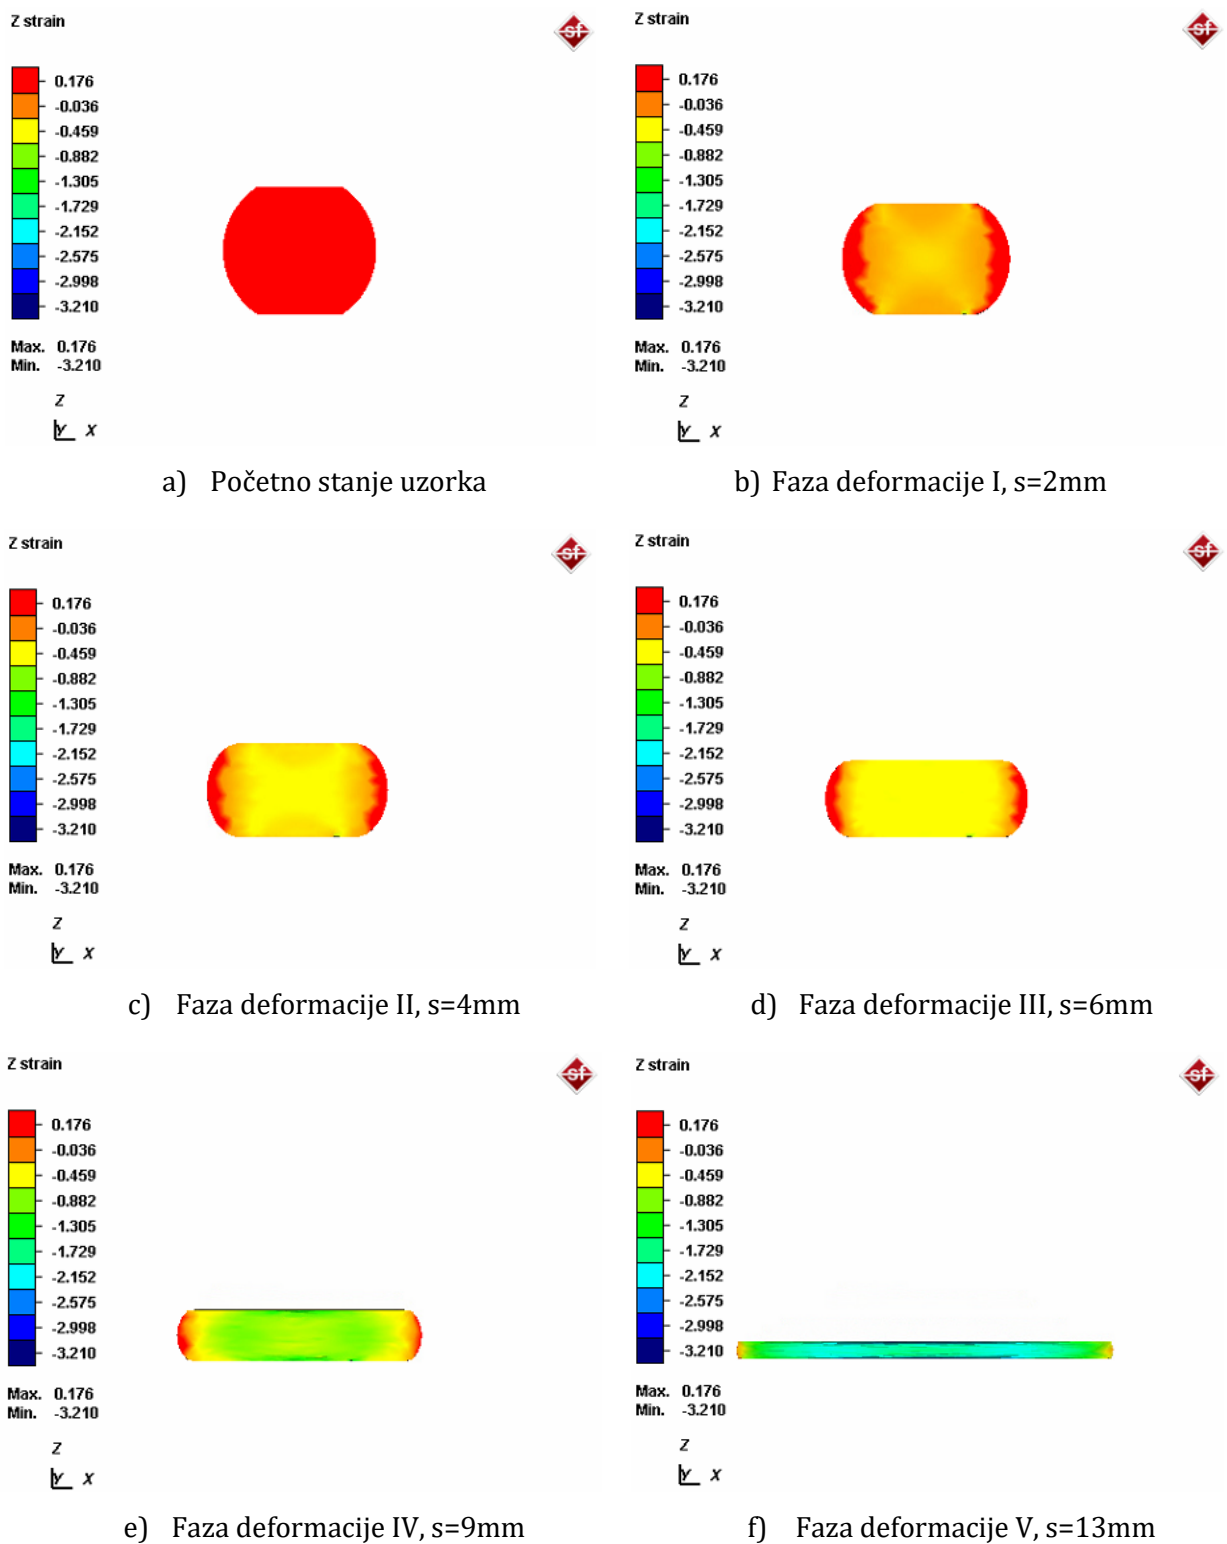 Z strain
sf
0.176
-0.036
-0.459
-0.882
-1.305
-1.729
-2.152
-2.575
-2.998
-3.210
Max. 0.176
Min. -3.210
Z
Y X
a) Početno stanje uzorka
Z strain
sf
0.176
-0.036
-0.459
-0.882
-1.305
-1.729
-2.152
-2.575
-2.998
-3.210
Max. 0.176
Min. -3.210
Z
Y X
b) Faza deformacije I, s=2mm
Z strain
sf
0.176
-0.036
-0.459
-0.882
-1.305
-1.729
-2.152
-2.575
-2.998
-3.210
Max. 0.176
Min. -3.210
Z
Y X
c) Faza deformacije II, s=4mm
Z strain
sf
0.176
-0.036
-0.459
-0.882
-1.305
-1.729
-2.152
-2.575
-2.998
-3.210
Max. 0.176
Min. -3.210
Z
Y X
d) Faza deformacije III, s=6mm
Z strain
sf
0.176
-0.036
-0.459
-0.882
-1.305
-1.729
-2.152
-2.575
-2.998
-3.210
Max. 0.176
Min. -3.210
Z
Y X
e) Faza deformacije IV, s=9mm
Z strain
sf
0.176
-0.036
-0.459
-0.882
-1.305
-1.729
-2.152
-2.575
-2.998
-3.210
Max. 0.176
Min. -3.210
Z
Y X
f) Faza deformacije V, s=13mm